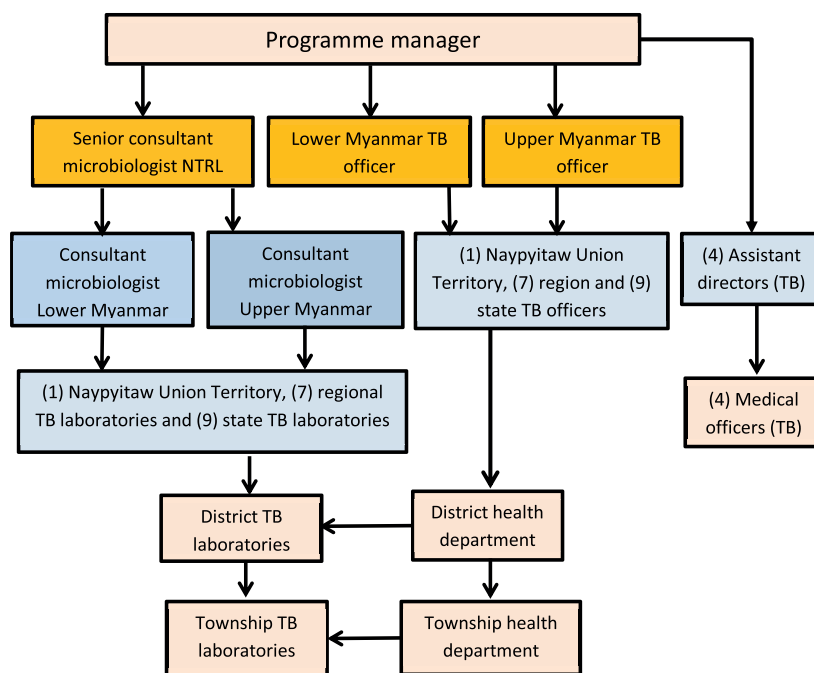 Programme manager
Senior consultant
microbiologist NTRL
Lower Myanmar TB
officer
Upper Myanmar TB
officer
Consultant
microbiologist
Lower Myanmar
Consultant
microbiologist
Upper Myanmar
(1) Naypyitaw Union
Territory, (7) region and (9)
state TB officers
(4) Assistant
directors (TB)
(1) Naypyitaw Union Territory, (7) regional
TB laboratories and (9) state TB laboratories
(4) Medical
officers (TB)
District TB
laboratories
District health
department
Township TB
laboratories
Township health
department